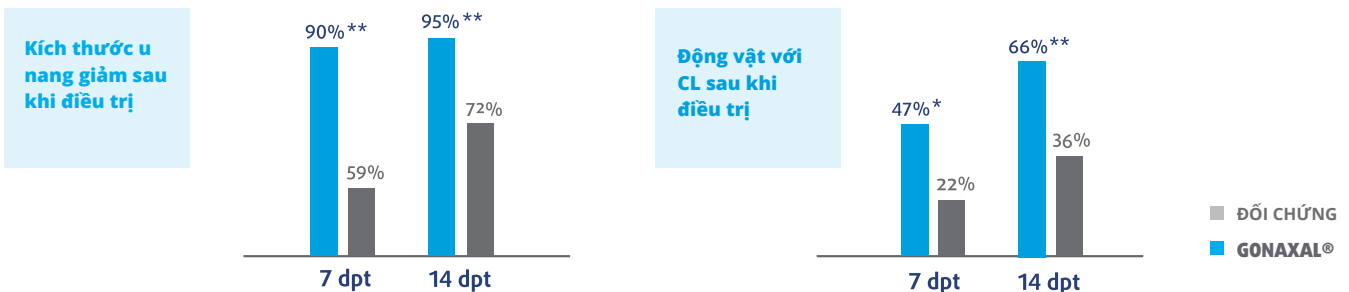 Kích thước u
nang giảm sau
khi điều trị
90%**
59%
95%**
72%
7 dpt
14 dpt
Động vật với
CL sau khi
điều trị
47%*
22%
66%**
36%
7 dpt
14 dpt
ĐỐI CHỨNG
GONAXAL®